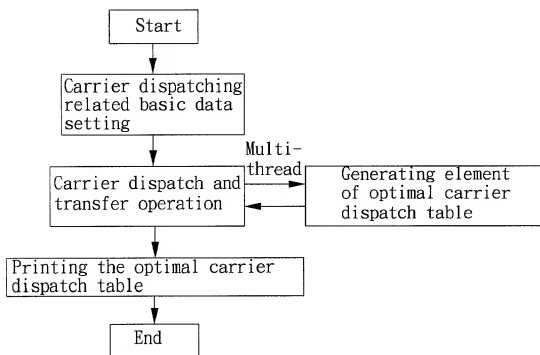 Start
Carrier dispatching
related basic data
setting
Multi-
thread
Carrier dispatch and
transfer operation
Generating element
of optimal carrier
dispatch table
Printing the optimal carrier
dispatch table
End